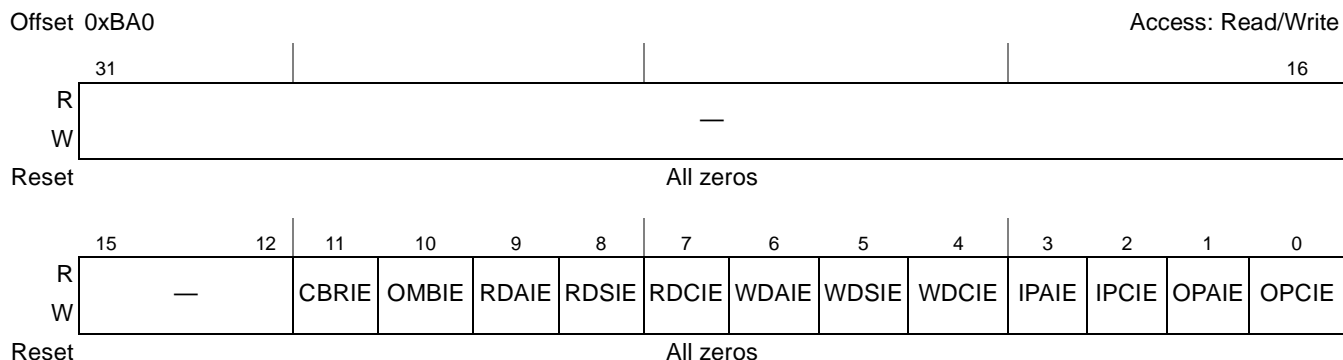 Offset 0xBA0 Access: Read/Write
31 16
R
—
W
Reset All zeros
15 12 11 10 9 8 7 6 5 4 3 2 1 0
R
— CBRIE OMBIE RDAIE RDSIE RDCIE WDAIE WDSIE WDCIE IPAIE IPCIE OPAIE OPCIE
W
Reset All zeros